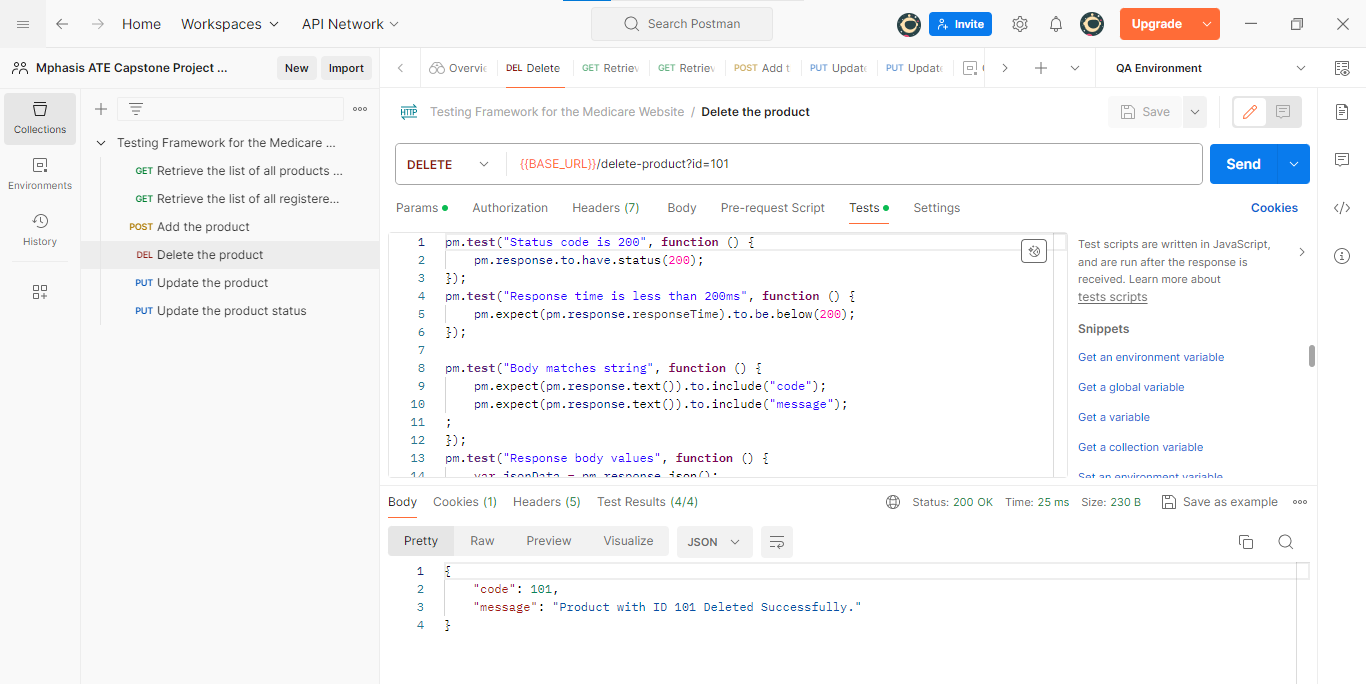 Home Workspaces API Network Search Postman Invite Upgrade
Mphasis ATE Capstone Project ... New Import
Overvie DEL Delete GET Retriev GET Retriev POST Add t PUT Update PUT Update QA Environment
Collections
Environments
History
Testing Framework for the Medicare ...
GET Retrieve the list of all products ...
GET Retrieve the list of all registere...
POST Add the product
DEL Delete the product
PUT Update the product
PUT Update the product status
HTTP Testing Framework for the Medicare Website / Delete the product Save
DELETE {{BASE_URL}}/delete-product?id=101 Send
Params Authorization Headers (7) Body Pre-request Script Tests Settings Cookies
1 pm.test("Status code is 200", function () {
2 pm.response.to.have.status(200);
3 });
4 pm.test("Response time is less than 200ms", function () {
5 pm.expect(pm.response.responseTime).to.be.below(200);
6 });
7
8 pm.test("Body matches string", function () {
9 pm.expect(pm.response.text()).to.include("code");
10 pm.expect(pm.response.text()).to.include("message");
11 ;
12 });
13 pm.test("Response body values", function () {
14 var jsonData = pm.response.json();
Test scripts are written in JavaScript,
and are run after the response is
received. Learn more about
tests scripts
Snippets
Get an environment variable
Get a global variable
Get a variable
Get a collection variable
Set an environment variable
Body Cookies (1) Headers (5) Test Results (4/4) Status: 200 OK Time: 25 ms Size: 230 B Save as example
Pretty Raw Preview Visualize JSON
1 {
2 "code": 101,
3 "message": "Product with ID 101 Deleted Successfully."
4 }